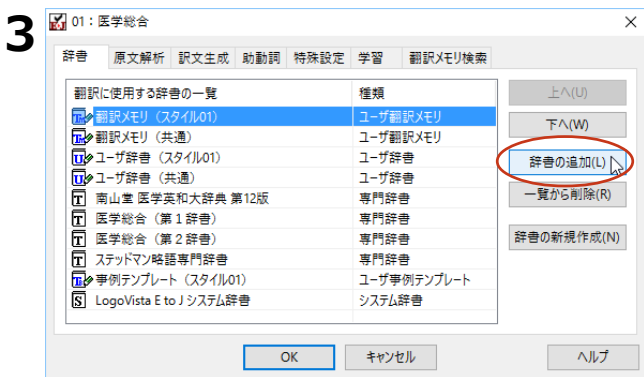 3
01：医学総合
辞書 原文解析 訳文生成 助動詞 特殊設定 学習 翻訳メモリ検索
翻訳に使用する辞書の一覧 種類
翻訳メモリ（スタイル01） ユーザ翻訳メモリ
翻訳メモリ（共通） ユーザ翻訳メモリ
ユーザ辞書（スタイル01） ユーザ辞書
ユーザ辞書（共通） ユーザ辞書
南山堂 医学英和大辞典 第12版 専門辞書
医学総合（第１辞書） 専門辞書
医学総合（第２辞書） 専門辞書
ステッドマン略語専門辞書 専門辞書
事例テンプレート（スタイル01） ユーザ事例テンプレート
LogoVista E to J システム辞書 システム辞書
上へ(U)
下へ(W)
辞書の追加(L)
一覧から削除(R)
辞書の新規作成(N)
OK キャンセル ヘルプ